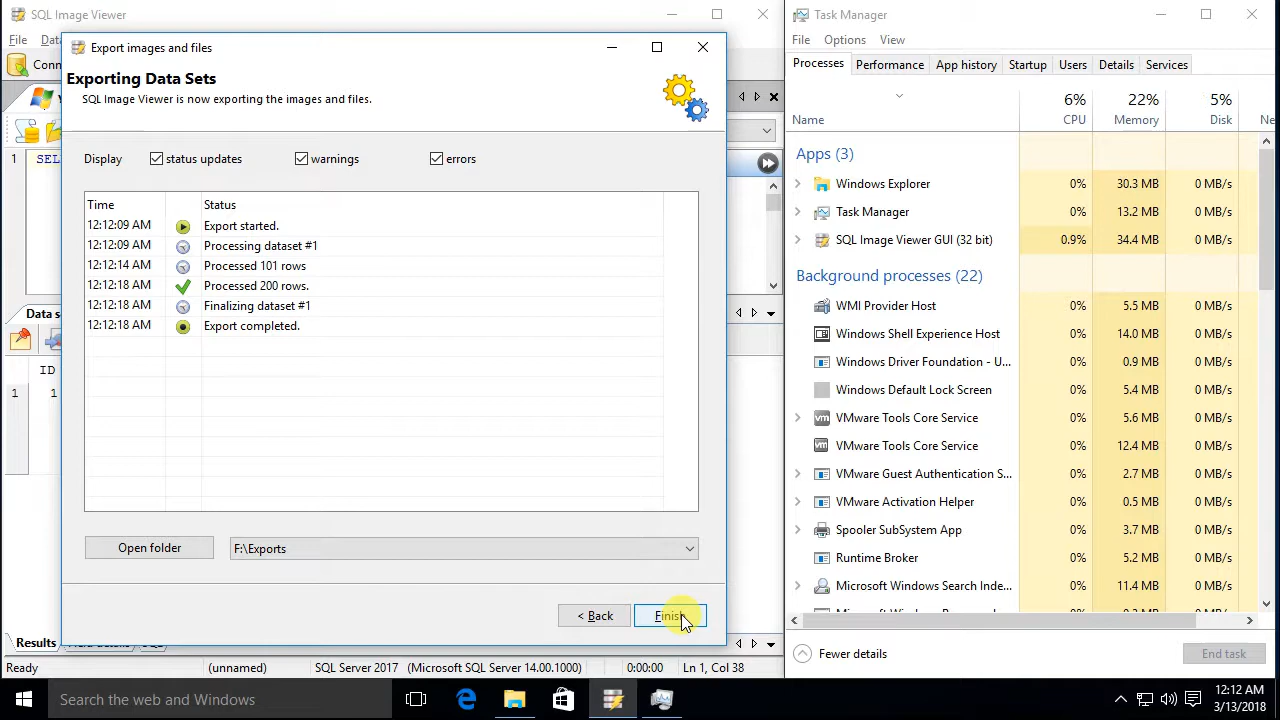 SQL Image Viewer
File
Conn
1 SEL
Data s
ID
1 1
Results
Ready (unnamed) SQL Server 2017 (Microsoft SQL Server 14.00.1000) 0:00:00 Ln 1, Col 38
Export images and files
Exporting Data Sets
SQL Image Viewer is now exporting the images and files.
Display status updates warnings errors
Time Status
12:12:09 AM Export started.
12:12:09 AM Processing dataset #1
12:12:14 AM Processed 101 rows
12:12:18 AM Processed 200 rows.
12:12:18 AM Finalizing dataset #1
12:12:18 AM Export completed.
Open folder F:\Exports
< Back Finish
Task Manager
File Options View
Processes Performance App history Startup Users Details Services
6% 22% 5%
Name CPU Memory Disk Ne
Apps (3)
Windows Explorer 0% 30.3 MB 0 MB/s
Task Manager 0% 13.2 MB 0 MB/s
SQL Image Viewer GUI (32 bit) 0.9% 34.4 MB 0 MB/s
Background processes (22)
WMI Provider Host 0% 5.5 MB 0 MB/s
Windows Shell Experience Host 0% 14.0 MB 0 MB/s
Windows Driver Foundation - U... 0% 0.9 MB 0 MB/s
Windows Default Lock Screen 0% 5.4 MB 0 MB/s
VMware Tools Core Service 0% 5.6 MB 0 MB/s
VMware Tools Core Service 0% 12.4 MB 0 MB/s
VMware Guest Authentication S... 0% 2.7 MB 0 MB/s
VMware Activation Helper 0% 0.5 MB 0 MB/s
Spooler SubSystem App 0% 3.7 MB 0 MB/s
Runtime Broker 0% 5.2 MB 0 MB/s
Microsoft Windows Search Inde... 0% 11.4 MB 0 MB/s
Fewer details End task
Search the web and Windows
12:12 AM
3/13/2018